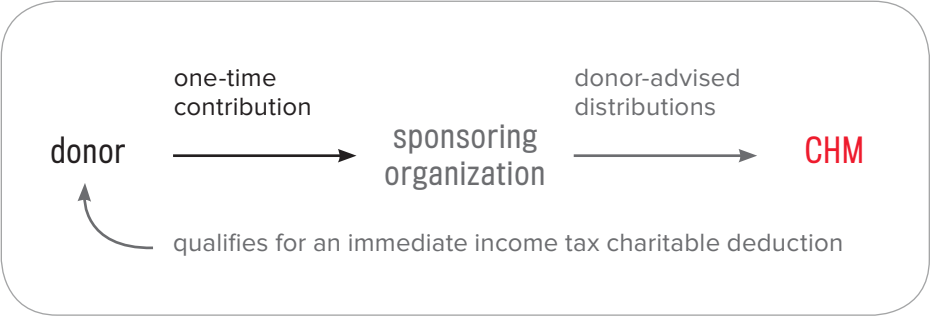 one-time
contribution
donor-advised
distributions
donor
sponsoring
organization
CHM
qualifies for an immediate income tax charitable deduction